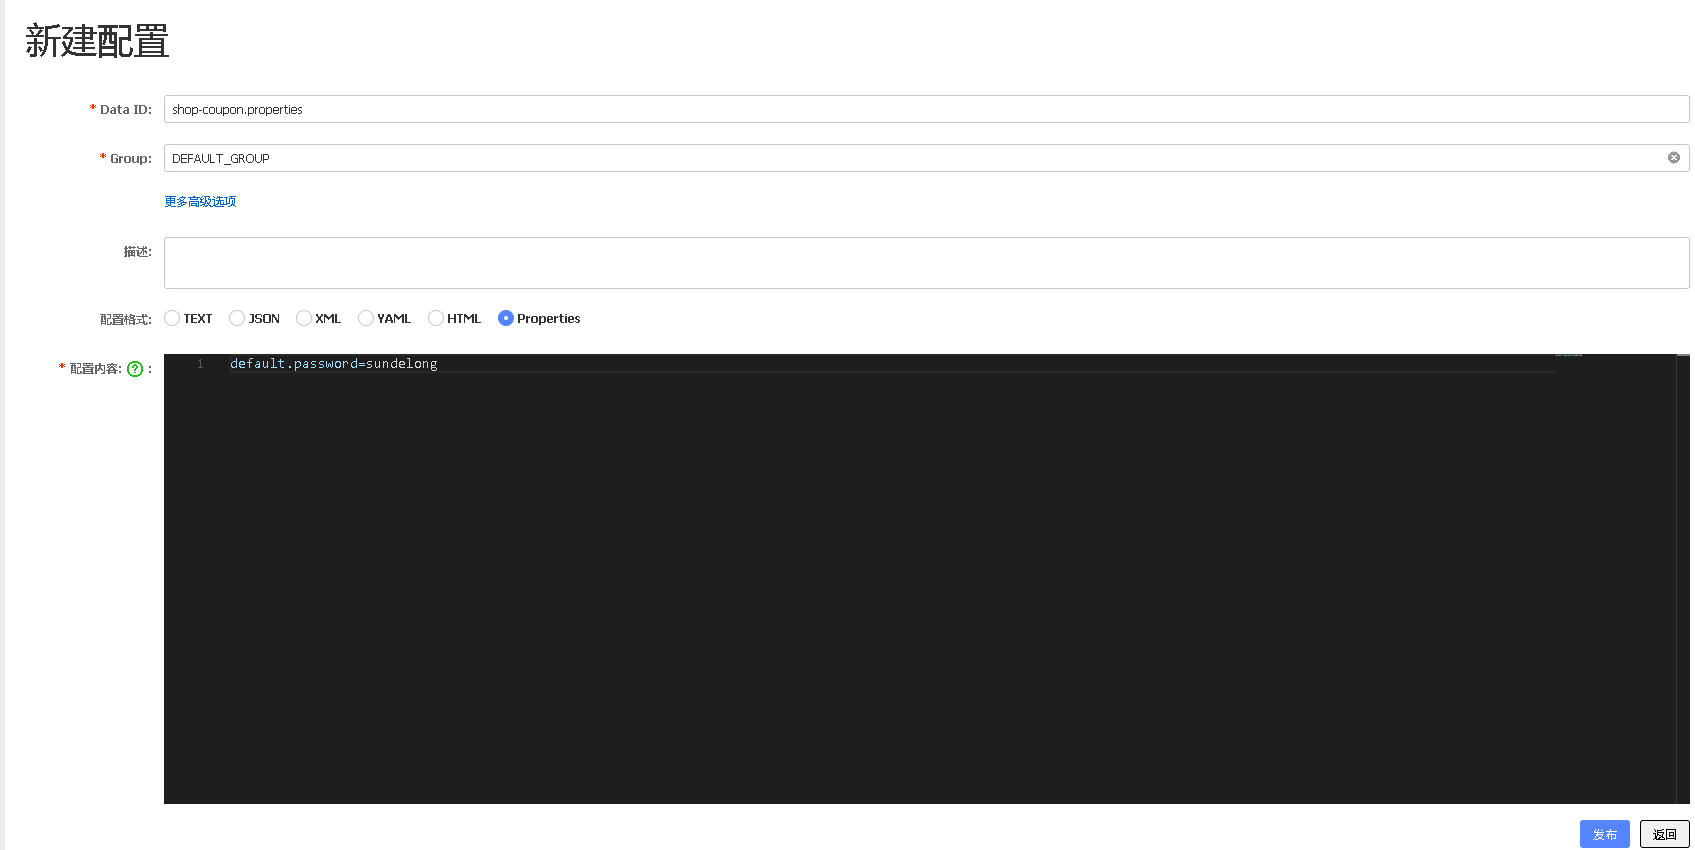 新建配置
* Data ID: shop-coupon.properties
* Group: DEFAULT_GROUP
更多高级选项
描述:
配置格式: TEXT JSON XML YAML HTML Properties
* 配置内容: ? :
1 default.password=sundelong
发布 返回